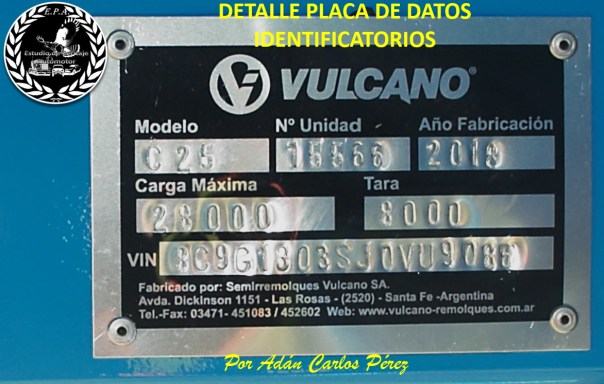 DETALLE PLACA DE DATOS
IDENTIFICATORIOS
E.P.A.
VULCANO®
Modelo Nº Unidad Año Fabricación
C25 15566 2018
Carga Máxima Tara
28000 8000
VIN
Fabricado por: Semirremolques Vulcano SA.
Avda. Dickinson 1151 - Las Rosas - (2520) - Santa Fe -Argentina
Tel.-Fax: 03471- 451083 / 452602 Web: www.vulcano-remolques.com.ar
Por Adán Carlos Pérez